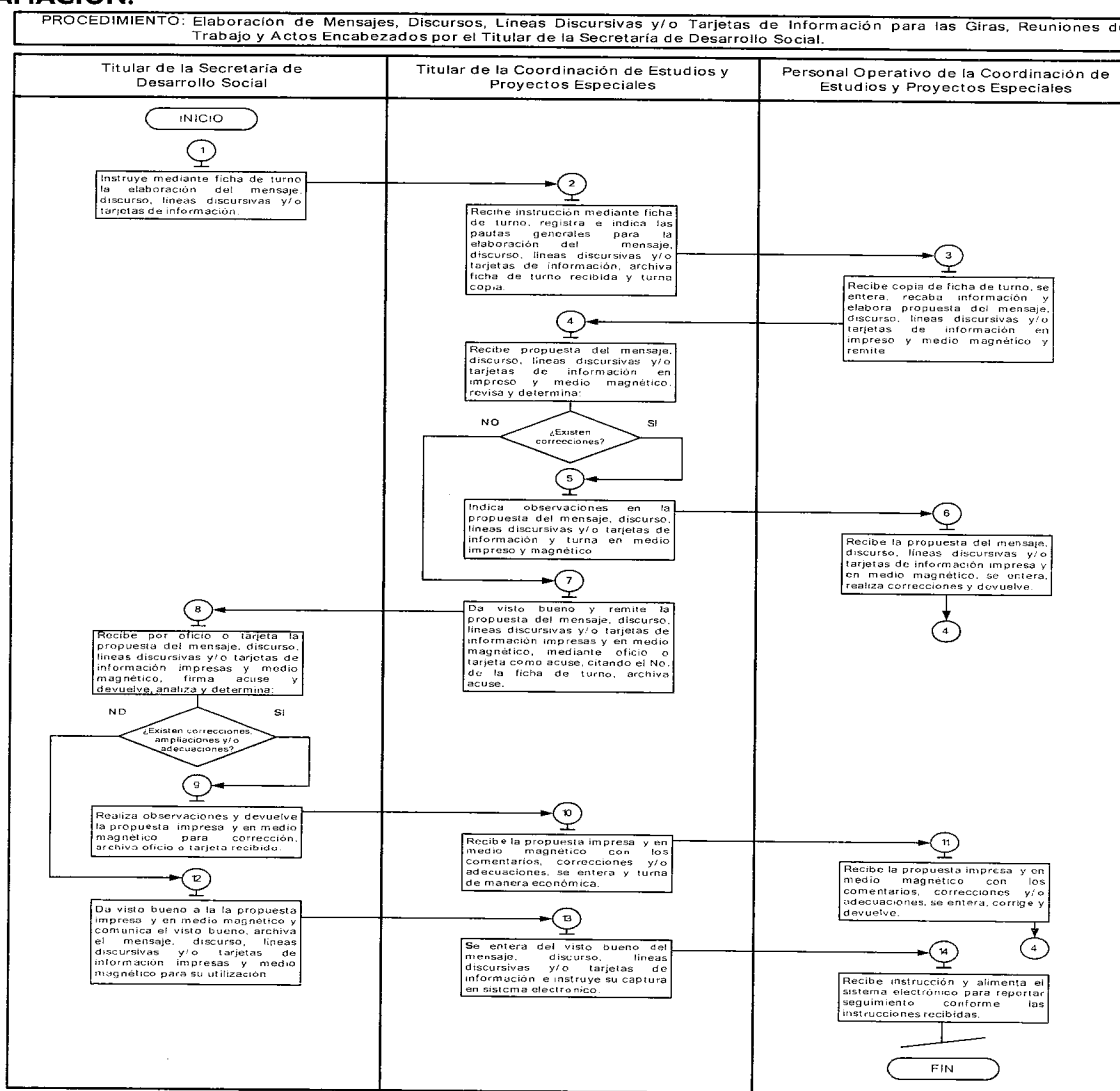 AMACIÓN:
PROCEDIMIENTO: Elaboración de Mensajes, Discursos, Líneas Discursivas y/o Tarjetas de Información para las Giras, Reuniones de
Trabajo y Actos Encabezados por el Titular de la Secretaría de Desarrollo Social.
Titular de la Secretaría de
Desarrollo Social
Titular de la Coordinación de Estudios y
Proyectos Especiales
Personal Operativo de la Coordinación de
Estudios y Proyectos Especiales
INICIO
1
Instruye mediante ficha de turno
la elaboración del mensaje,
discurso, líneas discursivas y/o
tarjetas de información.
2
Recibe instrucción mediante ficha
de turno, registra e indica las
pautas generales para la
elaboración del mensaje,
discurso, líneas discursivas y/o
tarjetas de información, archiva
ficha de turno recibida y turna
copia.
3
Recibe copia de ficha de turno, se
entera, recaba información y
elabora propuesta del mensaje,
discurso, líneas discursivas y/o
tarjetas de información en
impreso y medio magnético y
remite
4
Recibe propuesta del mensaje,
discurso, líneas discursivas y/o
tarjetas de información en
impreso y medio magnético,
revisa y determina:
NO
SI
¿Existen
correcciones?
5
Indica observaciones en la
propuesta del mensaje, discurso,
líneas discursivas y/o tarjetas de
información y turna en medio
impreso y magnético
6
Recibe la propuesta del mensaje,
discurso, líneas discursivas y/o
tarjetas de información impresa y
en medio magnético, se entera,
realiza correcciones y devuelve.
4
7
Da visto bueno y remite la
propuesta del mensaje, discurso,
líneas discursivas y/o tarjetas de
información impresas y en medio
magnético, mediante oficio o
tarjeta como acuse, citando el No.
de la ficha de turno, archiva
acuse.
8
Recibe por oficio o tarjeta la
propuesta del mensaje, discurso,
líneas discursivas y/o tarjetas de
información impresas y medio
magnético, firma acuse y
devuelve, analiza y determina:
NO
SI
¿Existen correcciones,
ampliaciones y/o
adecuaciones?
9
Realiza observaciones y devuelve
la propuesta impresa y en medio
magnético para corrección,
archiva oficio o tarjeta recibido.
10
Recibe la propuesta impresa y en
medio magnético con los
comentarios, correcciones y/o
adecuaciones, se entera y turna
de manera económica.
11
Recibe la propuesta impresa y en
medio magnético con los
comentarios, correcciones y/o
adecuaciones, se entera, corrige y
devuelve.
4
12
Da visto bueno a la la propuesta
impresa y en medio magnético y
comunica el visto bueno, archiva
el mensaje, discurso, líneas
discursivas y/o tarjetas de
información impresas y medio
magnético para su utilización
13
Se entera del visto bueno del
mensaje, discurso, líneas
discursivas y/o tarjetas de
información e instruye su captura
en sistema electronico.
14
Recibe instrucción y alimenta el
sistema electrónico para reportar
seguimiento conforme las
instrucciones recibidas.
FIN